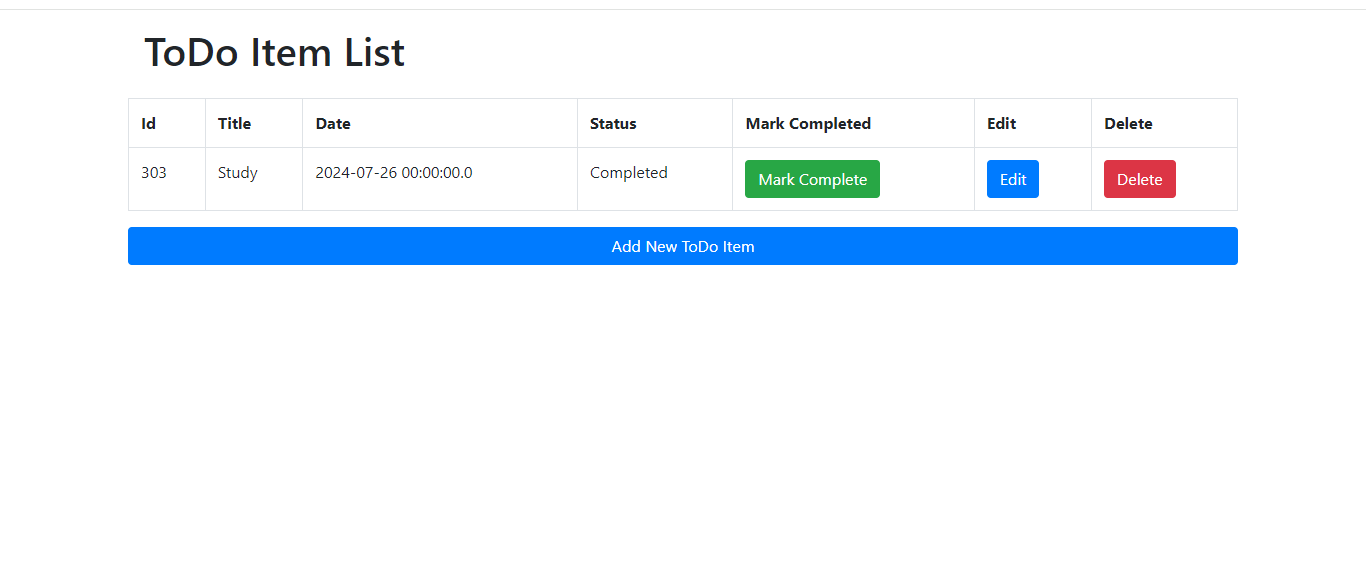 ToDo Item List
Id Title Date Status Mark Completed Edit Delete
303 Study 2024-07-26 00:00:00.0 Completed Mark Complete Edit Delete
Add New ToDo Item